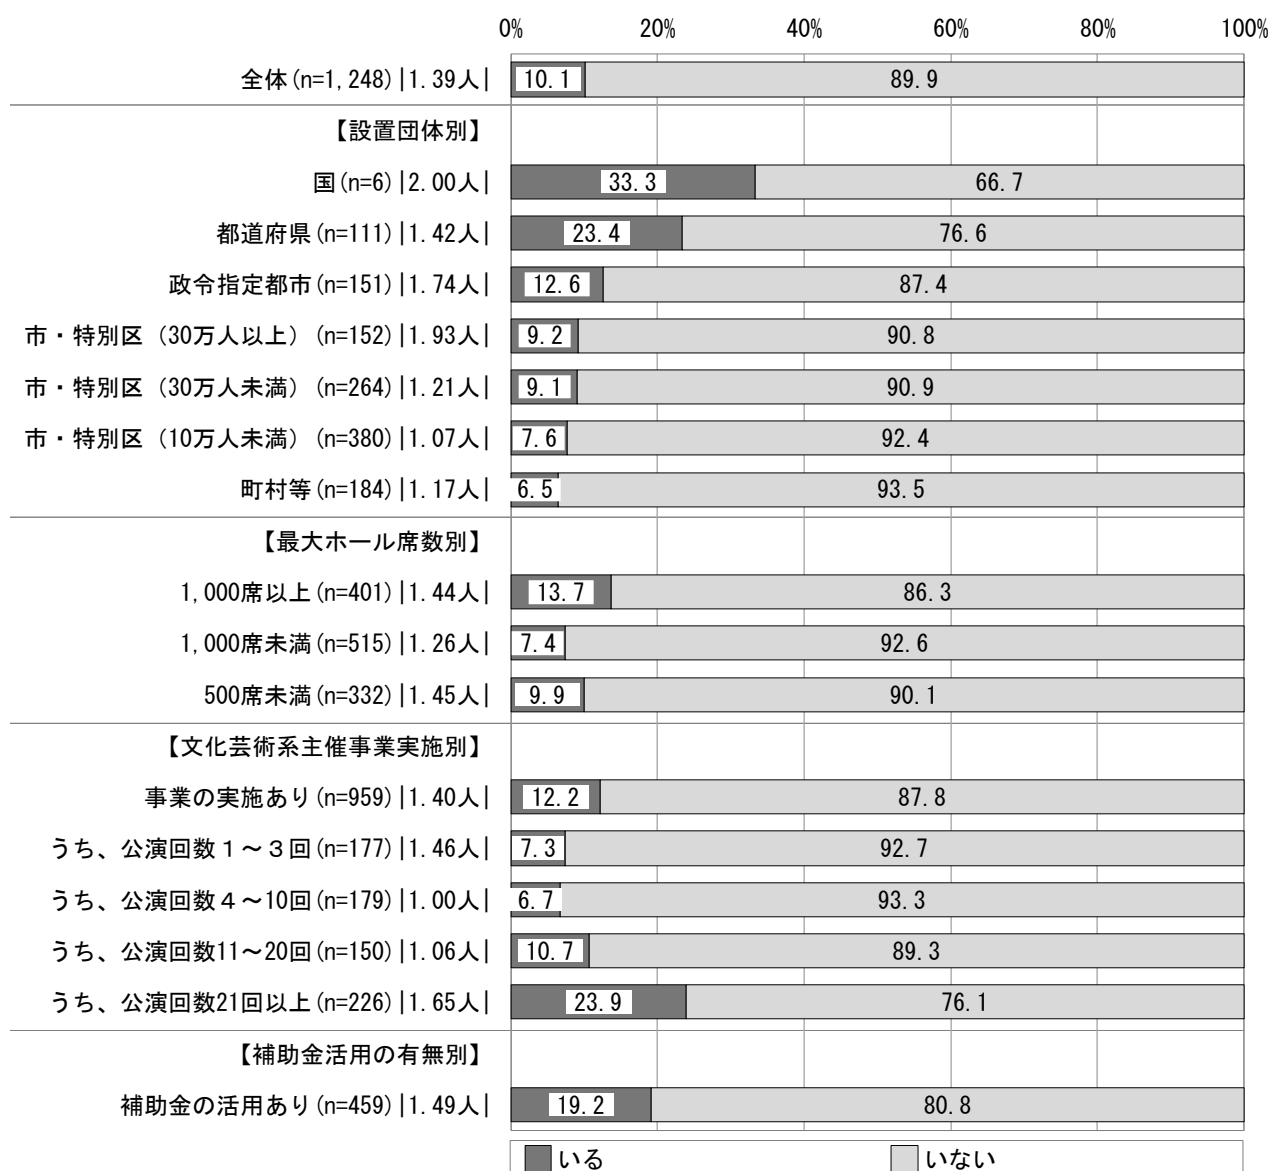 0% 20% 40% 60% 80% 100%
全体(n=1,248)|1.39人| 10.1 89.9
【設置団体別】
国(n=6)|2.00人| 33.3 66.7
都道府県(n=111)|1.42人| 23.4 76.6
政令指定都市(n=151)|1.74人| 12.6 87.4
市・特別区（30万人以上）(n=152)|1.93人| 9.2 90.8
市・特別区（30万人未満）(n=264)|1.21人| 9.1 90.9
市・特別区（10万人未満）(n=380)|1.07人| 7.6 92.4
町村等(n=184)|1.17人| 6.5 93.5
【最大ホール席数別】
1,000席以上(n=401)|1.44人| 13.7 86.3
1,000席未満(n=515)|1.26人| 7.4 92.6
500席未満(n=332)|1.45人| 9.9 90.1
【文化芸術系主催事業実施別】
事業の実施あり(n=959)|1.40人| 12.2 87.8
うち、公演回数１～３回(n=177)|1.46人| 7.3 92.7
うち、公演回数４～10回(n=179)|1.00人| 6.7 93.3
うち、公演回数11～20回(n=150)|1.06人| 10.7 89.3
うち、公演回数21回以上(n=226)|1.65人| 23.9 76.1
【補助金活用の有無別】
補助金の活用あり(n=459)|1.49人| 19.2 80.8
いる いない